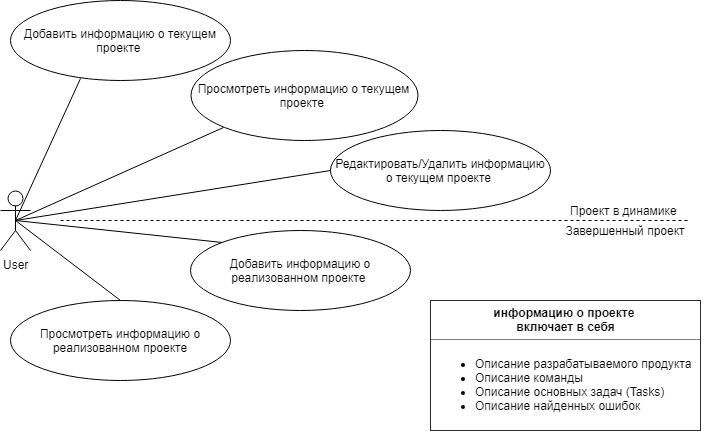 Добавить информацию о текущем
проекте
Просмотреть информацию о текущем
проекте
Редактировать/Удалить информацию
о текущем проекте
Проект в динамике
Завершенный проект
User
Добавить информацию о
реализованном проекте
Просмотреть информацию о
реализованном проекте
информацию о проекте
включает в себя
• Описание разрабатываемого продукта
• Описание команды
• Описание основных задач (Tasks)
• Описание найденных ошибок